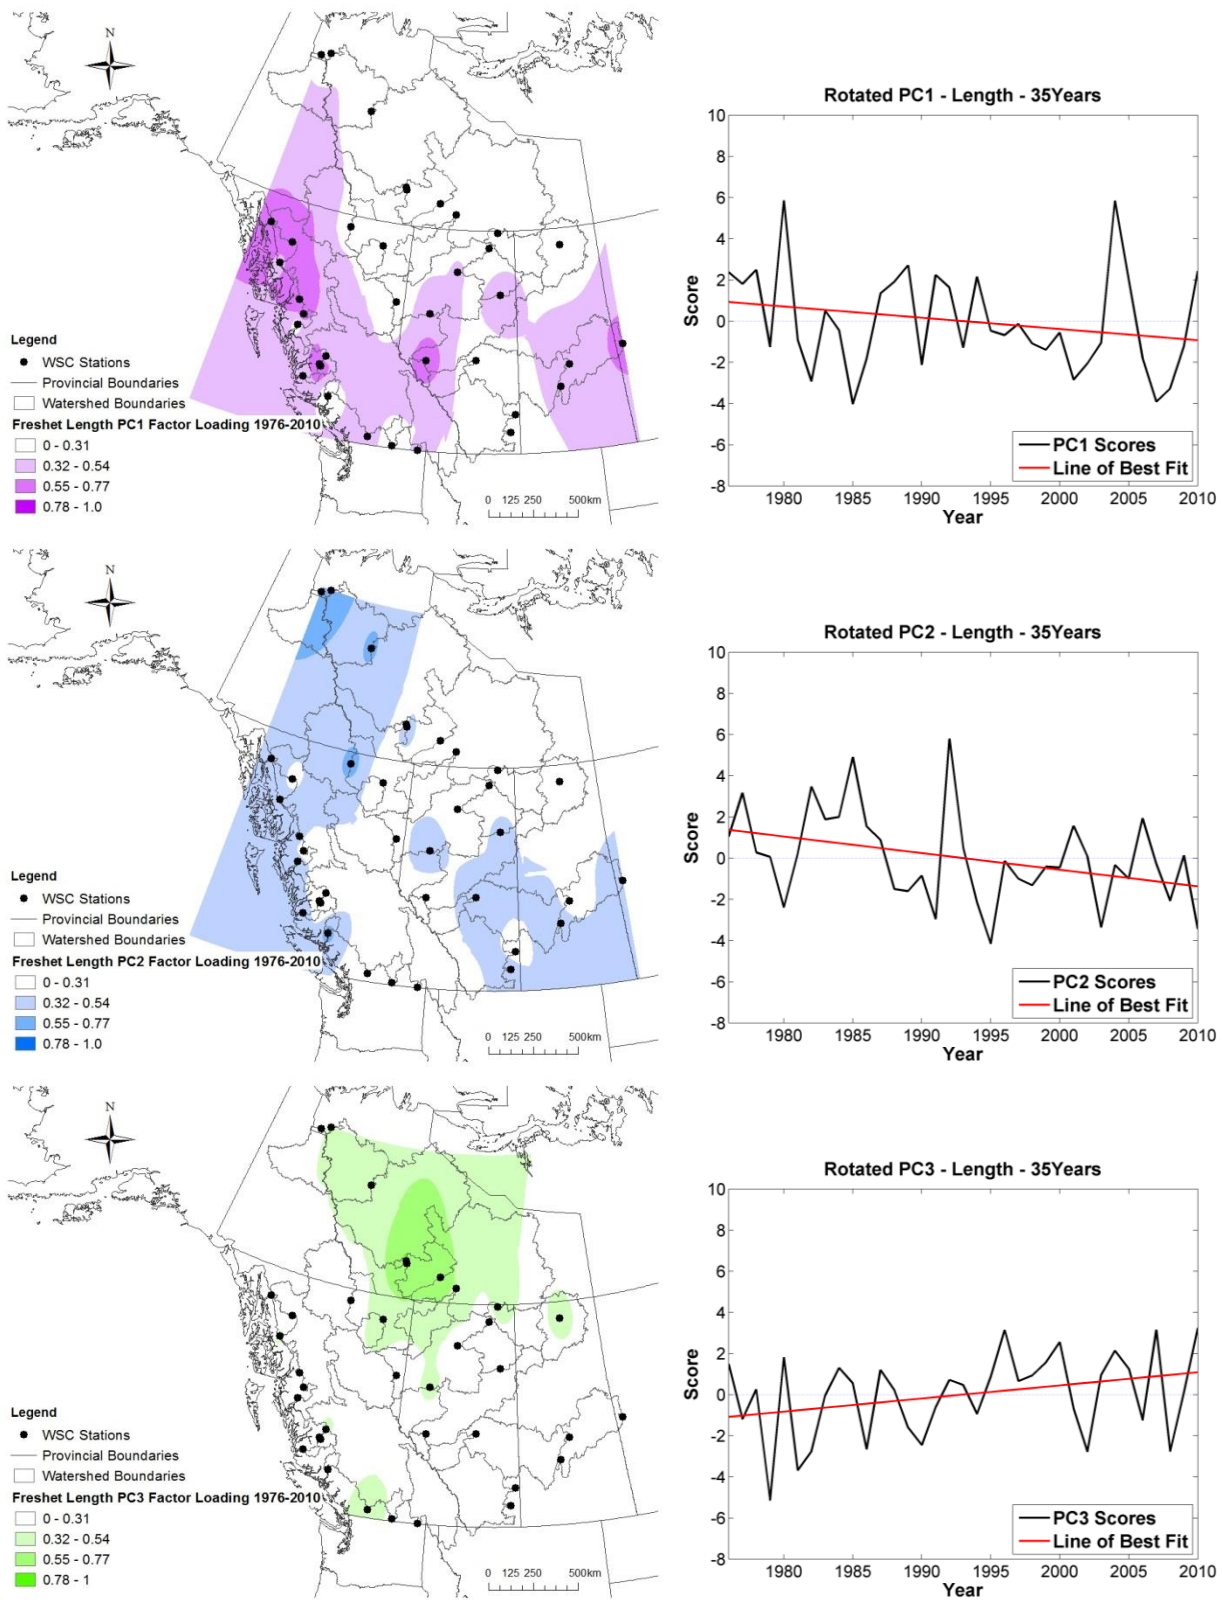 N
Legend
WSC Stations
Provincial Boundaries
Watershed Boundaries
Freshet Length PC1 Factor Loading 1976-2010
0 - 0.31
0.32 - 0.54
0.55 - 0.77
0.78 - 1.0
0 125 250 500km
Rotated PC1 - Length - 35Years
Score
10
8
6
4
2
0
-2
-4
-6
-8
1980 1985 1990 1995 2000 2005 2010
Year
PC1 Scores
Line of Best Fit
N
Legend
WSC Stations
Provincial Boundaries
Watershed Boundaries
Freshet Length PC2 Factor Loading 1976-2010
0 - 0.31
0.32 - 0.54
0.55 - 0.77
0.78 - 1.0
0 125 250 500km
Rotated PC2 - Length - 35Years
Score
10
8
6
4
2
0
-2
-4
-6
-8
1980 1985 1990 1995 2000 2005 2010
Year
PC2 Scores
Line of Best Fit
N
Legend
WSC Stations
Provincial Boundaries
Watershed Boundaries
Freshet Length PC3 Factor Loading 1976-2010
0 - 0.31
0.32 - 0.54
0.55 - 0.77
0.78 - 1
0 125 250 500km
Rotated PC3 - Length - 35Years
Score
10
8
6
4
2
0
-2
-4
-6
-8
1980 1985 1990 1995 2000 2005 2010
Year
PC3 Scores
Line of Best Fit